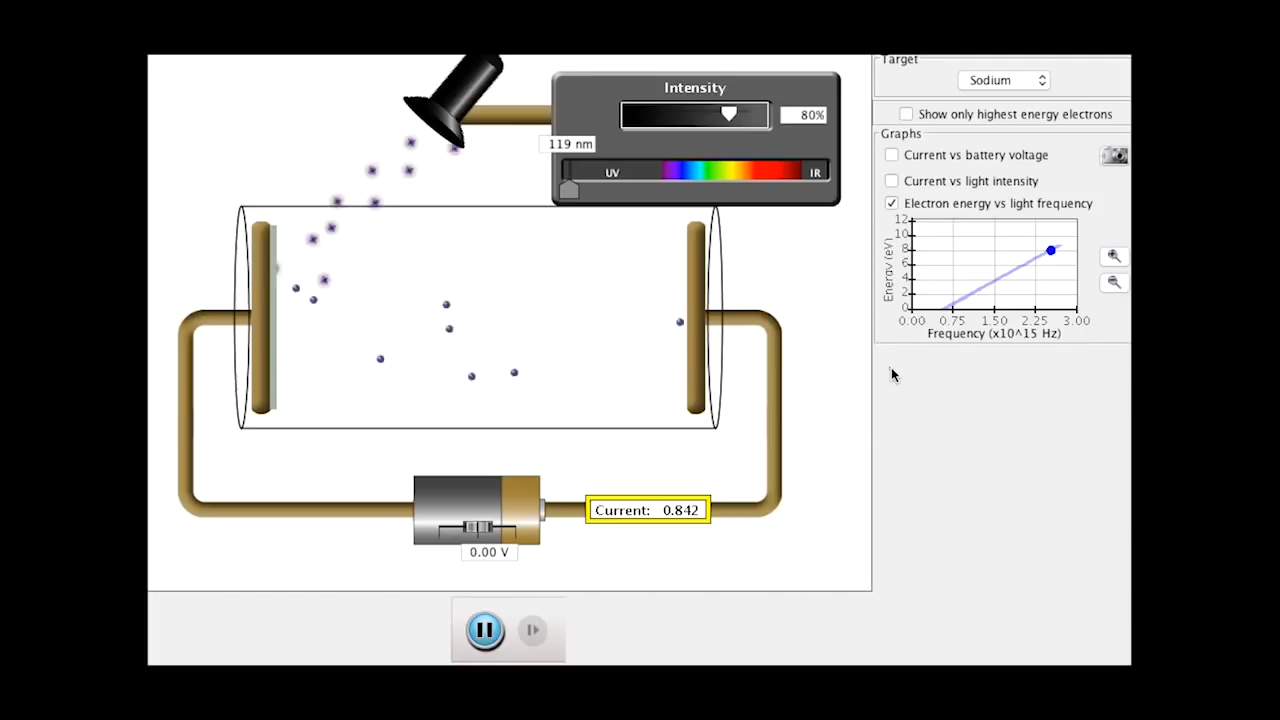 Target
Sodium
Intensity
80%
Show only highest energy electrons
Graphs
119 nm
Current vs battery voltage
UV
IR
Current vs light intensity
Electron energy vs light frequency
12
10
8
6
4
2
0
Energy (eV)
0.00 0.75 1.50 2.25 3.00
Frequency (x10^15 Hz)
Current: 0.842
0.00 V